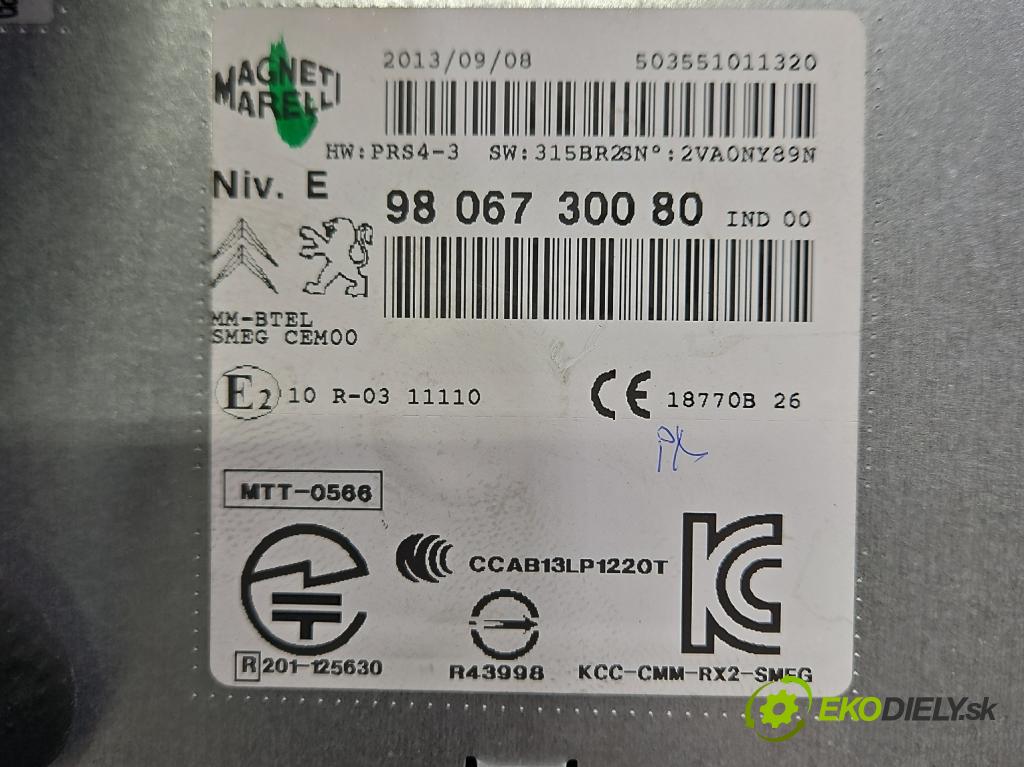 MAGNETI
MARELLI
2013/09/08 503551011320
HW:PRS4-3 SW:315BR2SN°:2VA0NY89N
Niv. E
98 067 300 80 IND 00
MM-BTEL
SMEG CEM00
E2 10 R-03 11110
CE 18770B 26
MTT-0566
CCAB13LP1220T
R 201-125630
R43998
KCC-CMM-RX2-SMEG
EKODIELY.sk